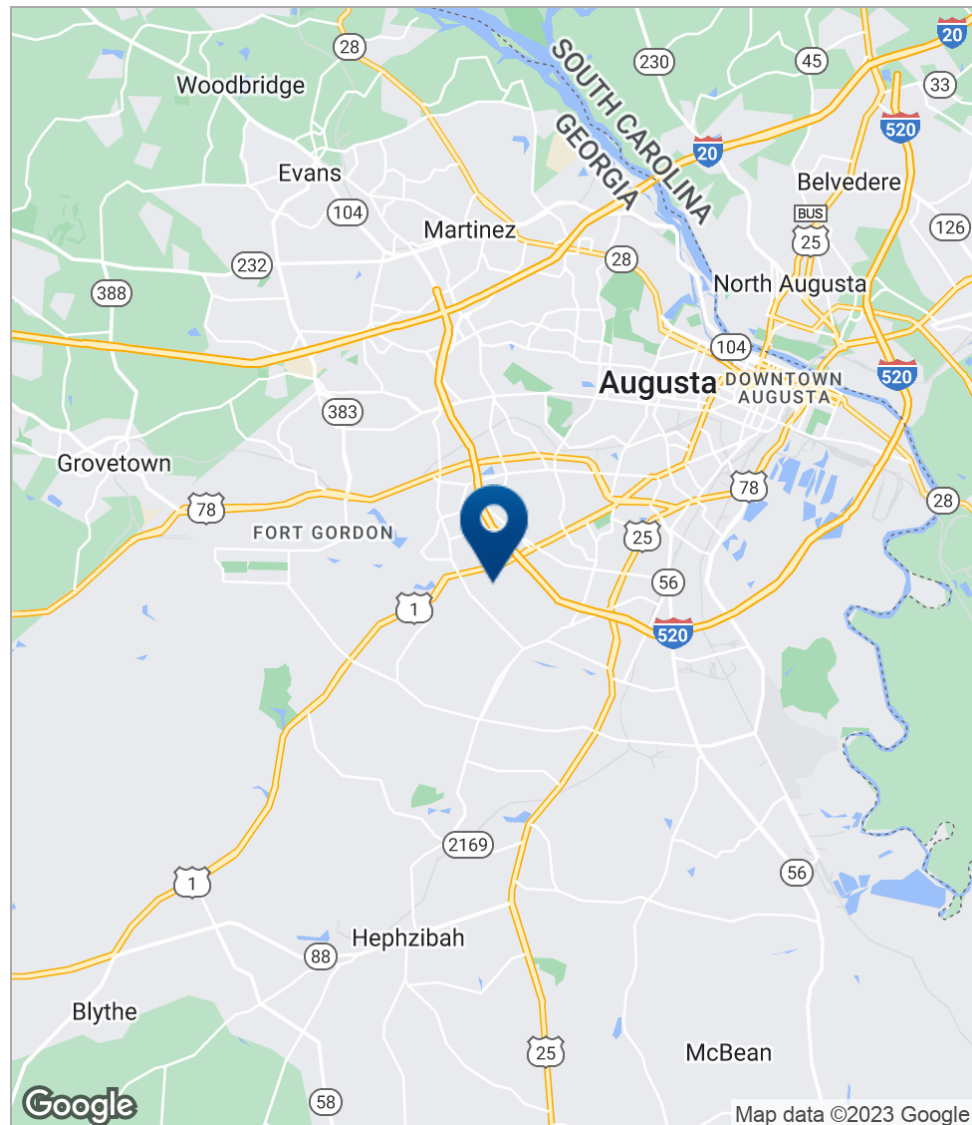 20
28
230
45
Woodbridge
33
SOUTH CAROLINA
520
GEORGIA
20
Evans
Belvedere
104
BUS
25
126
Martinez
232
28
388
North Augusta
104
Augusta
DOWNTOWN
AUGUSTA
520
383
Grovetown
78
78
28
FORT GORDON
25
56
1
520
2169
56
1
Hephzibah
88
Blythe
25
McBean
58
Google
Map data ©2023 Google